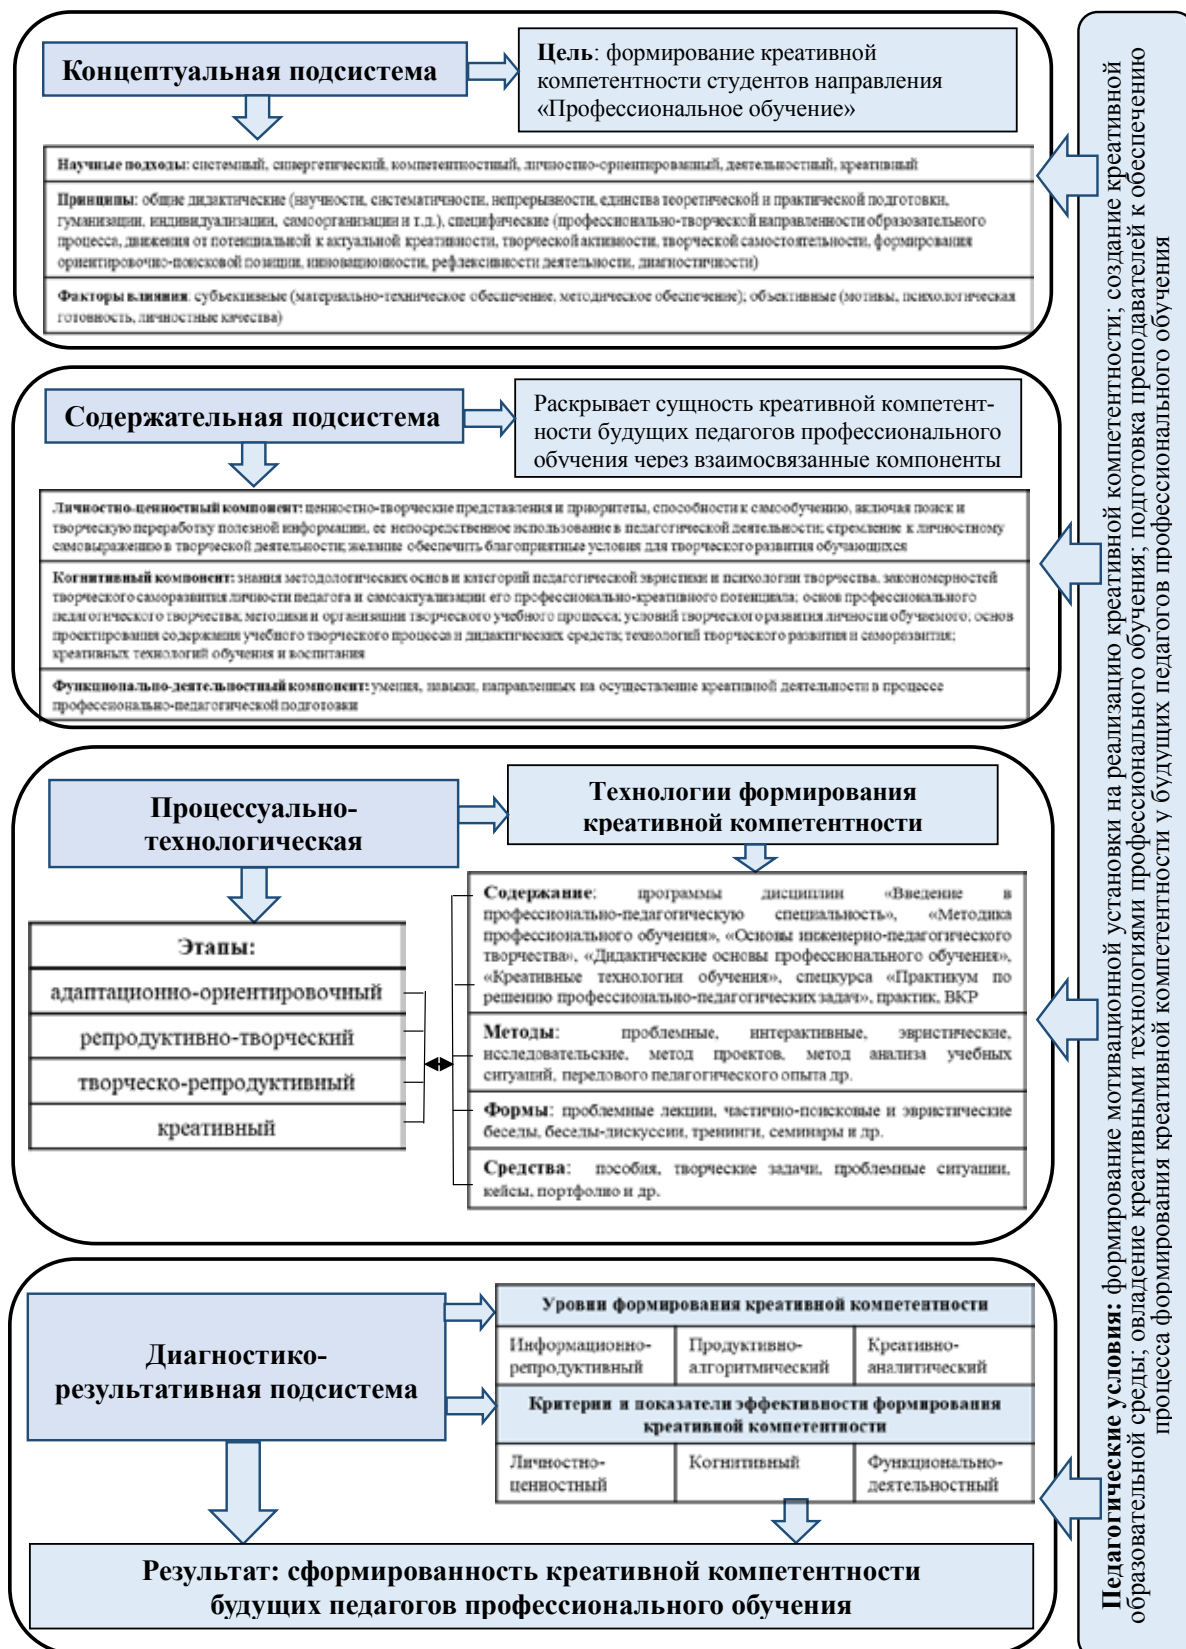 Концептуальная подсистема
Цель: формирование креативной
компетентности студентов направления
«Профессиональное обучение»
Научные подходы: системный, синергетический, компетентностный, личностно-ориентированный, деятельностный, креативный
Принципы: общие дидактические (научности, систематичности, непрерывности, единства теоретической и практической подготовки,
гуманизации, индивидуализации, самоорганизации и т.д.), специфические (профессионально-творческой направленности образовательного
процесса, движения от потенциальной к актуальной креативности, творческой активности, творческой самостоятельности, формирования
ориентировочно-поисковой позиции, инновационности, рефлексивности деятельности, диагностичности)
Факторы влияния: субъективные (материально-техническое обеспечение, методическое обеспечение); объективные (мотивы, психологическая
готовность, личностные качества)
Содержательная подсистема
Раскрывает сущность креативной компетент-
ности будущих педагогов профессионального
обучения через взаимосвязанные компоненты
Личностно-ценностный компонент: ценностно-творческие представления и приоритеты, способности к самообучению, включая поиск и
творческую переработку полезной информации, ее непосредственное использование в педагогической деятельности; стремление к личностному
самовыражению в творческой деятельности; желание обеспечить благоприятные условия для творческого развития обучающихся
Когнитивный компонент: знания методологических основ и категорий педагогической эвристики и психологии творчества, закономерностей
творческого саморазвития личности педагога и самоактуализации его профессионально-креативного потенциала; основ профессионального
педагогического творчества; методики и организации творческого учебного процесса; условий творческого развития личности обучаемого; основ
проектирования содержания учебного творческого процесса и дидактических средств; технологий творческого развития и саморазвития;
креативных технологий обучения и воспитания
Функционально-деятельностный компонент: умения, навыки, направленных на осуществление креативной деятельности в процессе
профессионально-педагогической подготовки
Процессуально-
технологическая
Технологии формирования
креативной компетентности
Этапы:
адаптационно-ориентировочный
репродуктивно-творческий
творческо-репродуктивный
креативный
Содержание: программы дисциплин «Введение в
профессионально-педагогическую специальность», «Методика
профессионального обучения», «Основы инженерно-педагогического
творчества», «Дидактические основы профессионального обучения»,
«Креативные технологии обучения», спецкурса «Практикум по
решению профессионально-педагогических задач», практик, ВКР
Методы: проблемные, интерактивные, эвристические,
исследовательские, метод проектов, метод анализа учебных
ситуаций, передового педагогического опыта др.
Формы: проблемные лекции, частично-поисковые и эвристические
беседы, беседы-дискуссии, тренинги, семинары и др.
Средства: пособия, творческие задачи, проблемные ситуации,
кейсы, портфолио и др.
Диагностико-
результативная подсистема
Уровни формирования креативной компетентности
Информационно-
репродуктивный
Продуктивно-
алгоритмический
Креативно-
аналитический
Критерии и показатели эффективности формирования
креативной компетентности
Личностно-
ценностный
Когнитивный
Функционально-
деятельностный
Результат: сформированность креативной компетентности
будущих педагогов профессионального обучения
Педагогические условия: формирование мотивационной установки на реализацию креативной компетентности; создание креативной
образовательной среды; овладение креативными технологиями профессионального обучения; подготовка преподавателей к обеспечению
процесса формирования креативной компетентности у будущих педагогов профессионального обучения